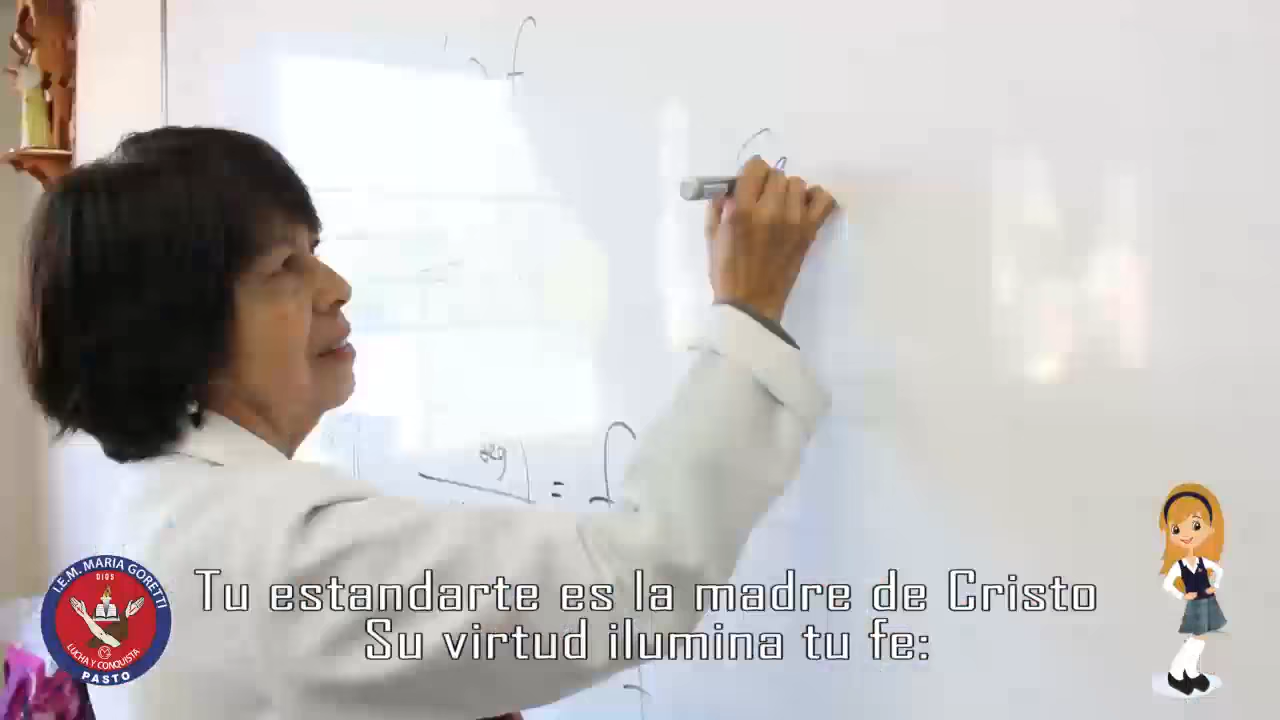 I.E.M. MARIA GORETTI
DIOS
LUCHA Y CONQUISTA
PASTO
Tu estandarte es la madre de Cristo
Su virtud ilumina tu fe: